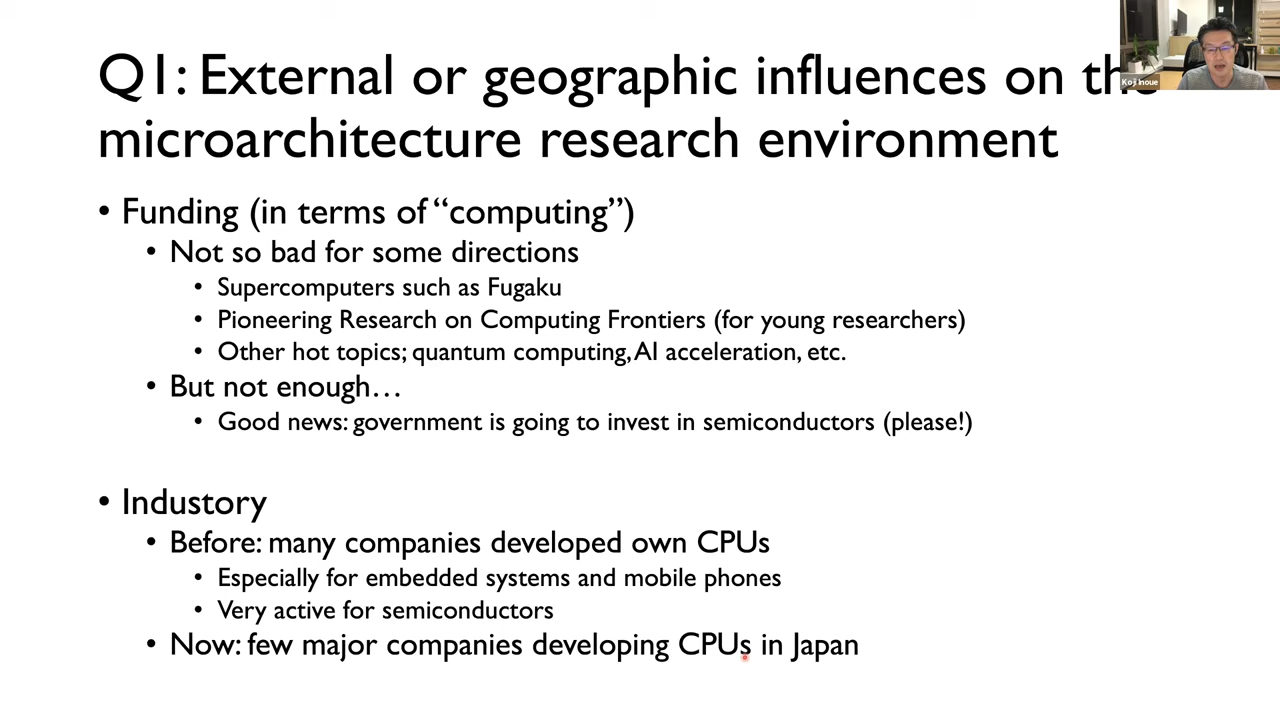 Q1: External or geographic influences on the
microarchitecture research environment
Koji Inoue
• Funding (in terms of “computing”)
• Not so bad for some directions
• Supercomputers such as Fugaku
• Pioneering Research on Computing Frontiers (for young researchers)
• Other hot topics; quantum computing, AI acceleration, etc.
• But not enough…
• Good news: government is going to invest in semiconductors (please!)
• Industory
• Before: many companies developed own CPUs
• Especially for embedded systems and mobile phones
• Very active for semiconductors
• Now: few major companies developing CPUs in Japan